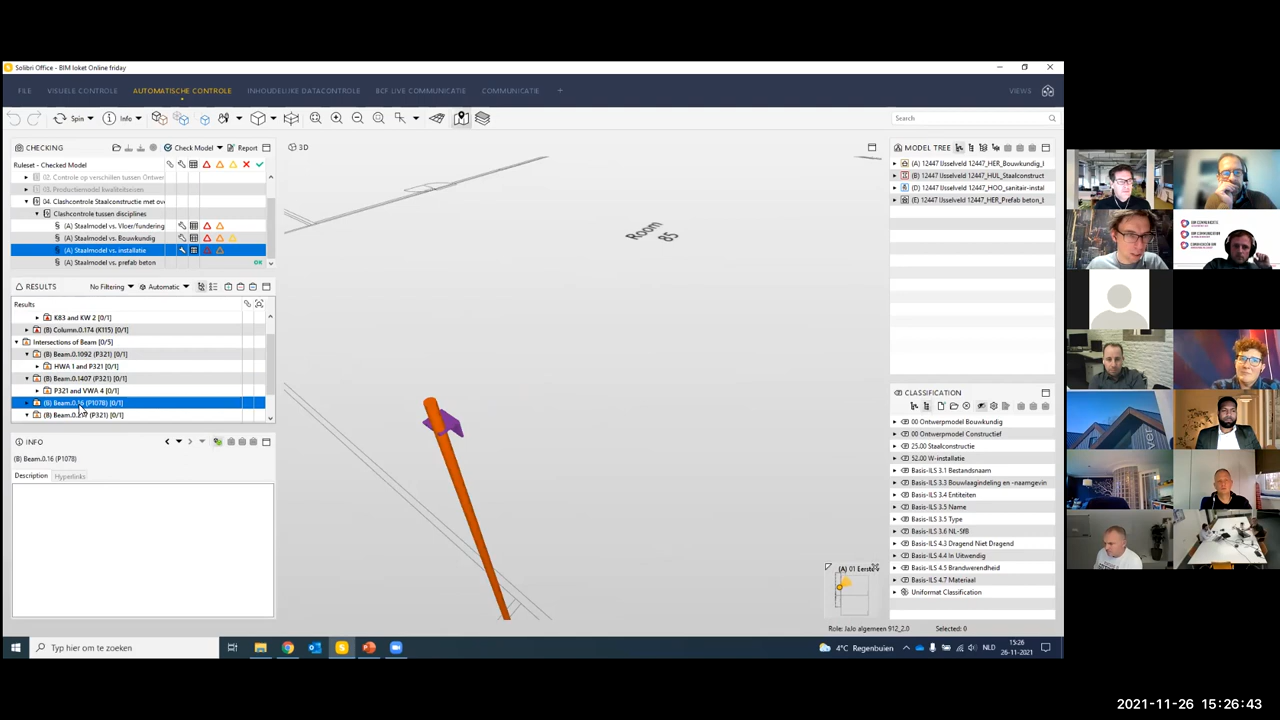 Solibri Office - BIM loket Online friday
FILE VISUELE CONTROLE AUTOMATISCHE CONTROLE INHOUDELIJKE DATACONTROLE BCF LIVE COMMUNICATIE COMMUNICATIE + VIEWS
Spin Info Search
CHECKING Check Model Report
Ruleset - Checked Model
02. Controle op verschillen tussen Ontwer
03. Productiemodel kwaliteitseisen
04. Clashcontrole Staalconstructie met ov
Clashcontrole tussen disciplines
§ (A) Staalmodel vs. Vloer/fundering
§ (A) Staalmodel vs. Bouwkundig
§ (A) Staalmodel vs. installatie
§ (A) Staalmodel vs. prefab beton OK
RESULTS No Filtering Automatic
Results
K83 and KW 2 [0/1]
(B) Column.0.174 (K115) [0/1]
Intersections of Beam [0/5]
(B) Beam.0.1092 (P321) [0/1]
HWA 1 and P321 [0/1]
(B) Beam.0.1407 (P321) [0/1]
P321 and VWA 4 [0/1]
(B) Beam.0.16 (P107B) [0/1]
(P321) [0/1]
INFO
(B) Beam.0.16 (P107B)
Description Hyperlinks
3D
Room
85
(A) 01 Eerste
MODEL TREE
(A) 12447 IJsselveld 12447_HER_Bouwkundig_
(B) 12447 IJsselveld 12447_HUL_Staalconstruct
(D) 12447 IJsselveld 12447_HOO_sanitair-instal
(E) 12447 IJsselveld 12447_HER_Prefab beton_
CLASSIFICATION
00 Ontwerpmodel Bouwkundig
00 Ontwerpmodel Constructief
25.00 Staalconstructie
52.00 W-installatie
Basis-ILS 3.1 Bestandsnaam
Basis-ILS 3.3 Bouwlaagindeling en -naamgevin
Basis-ILS 3.4 Entiteiten
Basis-ILS 3.5 Name
Basis-ILS 3.5 Type
Basis-ILS 3.6 NL-SfB
Basis-ILS 4.3 Dragend Niet Dragend
Basis-ILS 4.4 In Uitwendig
Basis-ILS 4.5 Brandwerendheid
Basis-ILS 4.7 Materiaal
Uniformat Classification
Role: JaJo algemeen 912_2.0 Selected: 0
Typ hier om te zoeken
4°C Regenbuien NLD 15:26
26-11-2021
2021-11-26 15:26:43